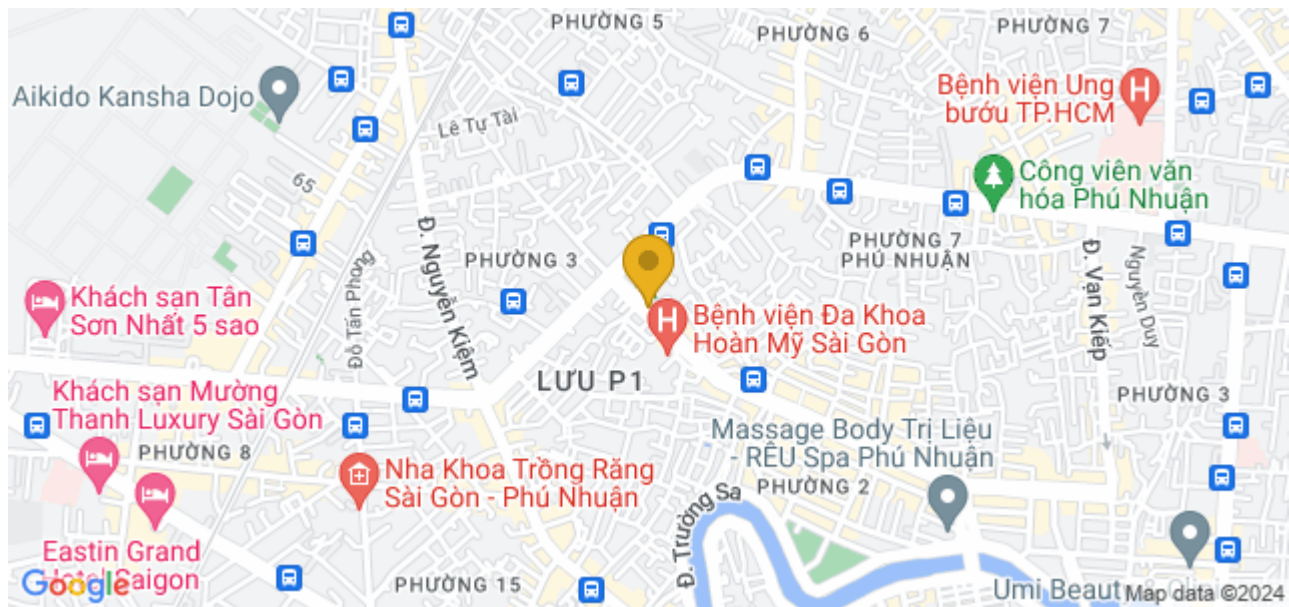 PHƯỜNG 5
PHƯỜNG 6
PHƯỜNG 7
Aikido Kansha Dojo
Lê Tự Tài
Bệnh viện Ung
bướu TP.HCM
65
Công viên văn
hóa Phú Nhuận
Đ. Nguyễn Kiệm
PHƯỜNG 3
PHƯỜNG 7
PHÚ NHUẬN
Đ. Vạn Kiếp
Nguyễn Duy
Đỗ Tấn Phong
Khách sạn Tân
Sơn Nhất 5 sao
Bệnh viện Đa Khoa
Hoàn Mỹ Sài Gòn
LƯU P1
Khách sạn Mường
Thanh Luxury Sài Gòn
PHƯỜNG 3
PHƯỜNG 8
Massage Body Trị Liệu
- RÊU Spa Phú Nhuận
Nha Khoa Trồng Răng
Sài Gòn - Phú Nhuận
PHƯỜNG 2
Đ. Trường Sa
Eastin Grand
Hotel Saigon
Google
PHƯỜNG 15
Umi Beaut
Map data ©2024